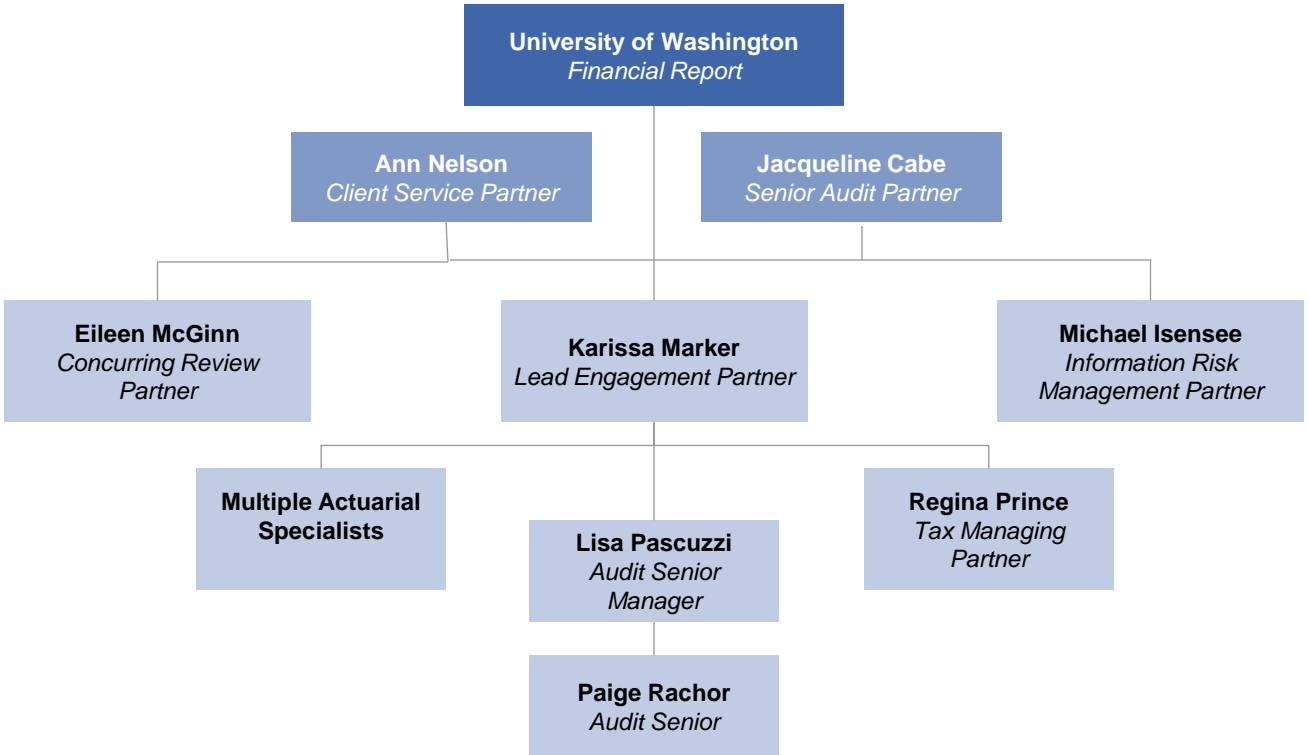 University of Washington
Financial Report
Ann Nelson
Client Service Partner
Jacqueline Cabe
Senior Audit Partner
Eileen McGinn
Concurring Review
Partner
Karissa Marker
Lead Engagement Partner
Michael Isensee
Information Risk
Management Partner
Multiple Actuarial
Specialists
Lisa Pascuzzi
Audit Senior
Manager
Regina Prince
Tax Managing
Partner
Paige Rachor
Audit Senior